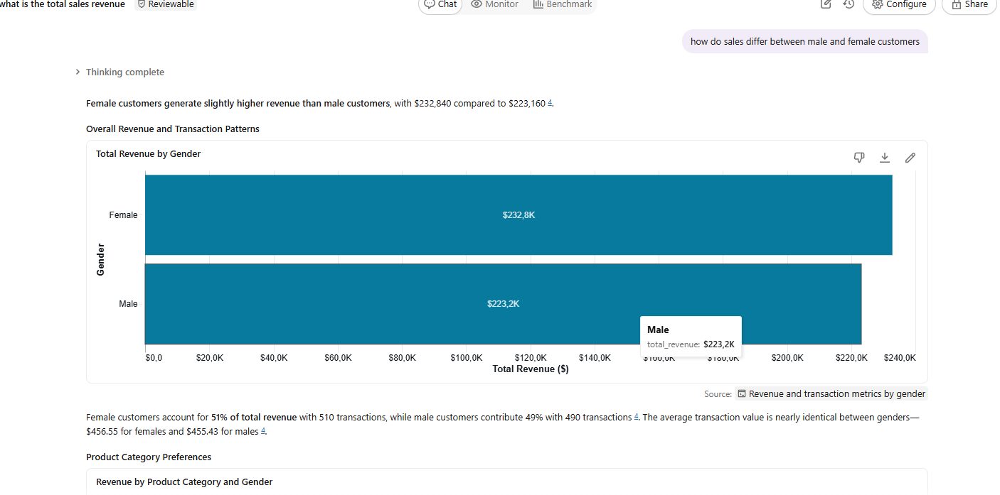 what is the total sales revenue Reviewable Chat Monitor Benchmark Configure Share
how do sales differ between male and female customers
Thinking complete
Female customers generate slightly higher revenue than male customers, with $232,840 compared to $223,160 4.
Overall Revenue and Transaction Patterns
Total Revenue by Gender
Gender
Female
$232,8K
Male
$223,2K
Male
total_revenue: $223,2K
$0,0 $20,0K $40,0K $60,0K $80,0K $100,0K $120,0K $140,0K $160,0K $180,0K $200,0K $220,0K $240,0K
Total Revenue ($)
Source: Revenue and transaction metrics by gender
Female customers account for 51% of total revenue with 510 transactions, while male customers contribute 49% with 490 transactions 4. The average transaction value is nearly identical between genders—
$456.55 for females and $455.43 for males 4.
Product Category Preferences
Revenue by Product Category and Gender